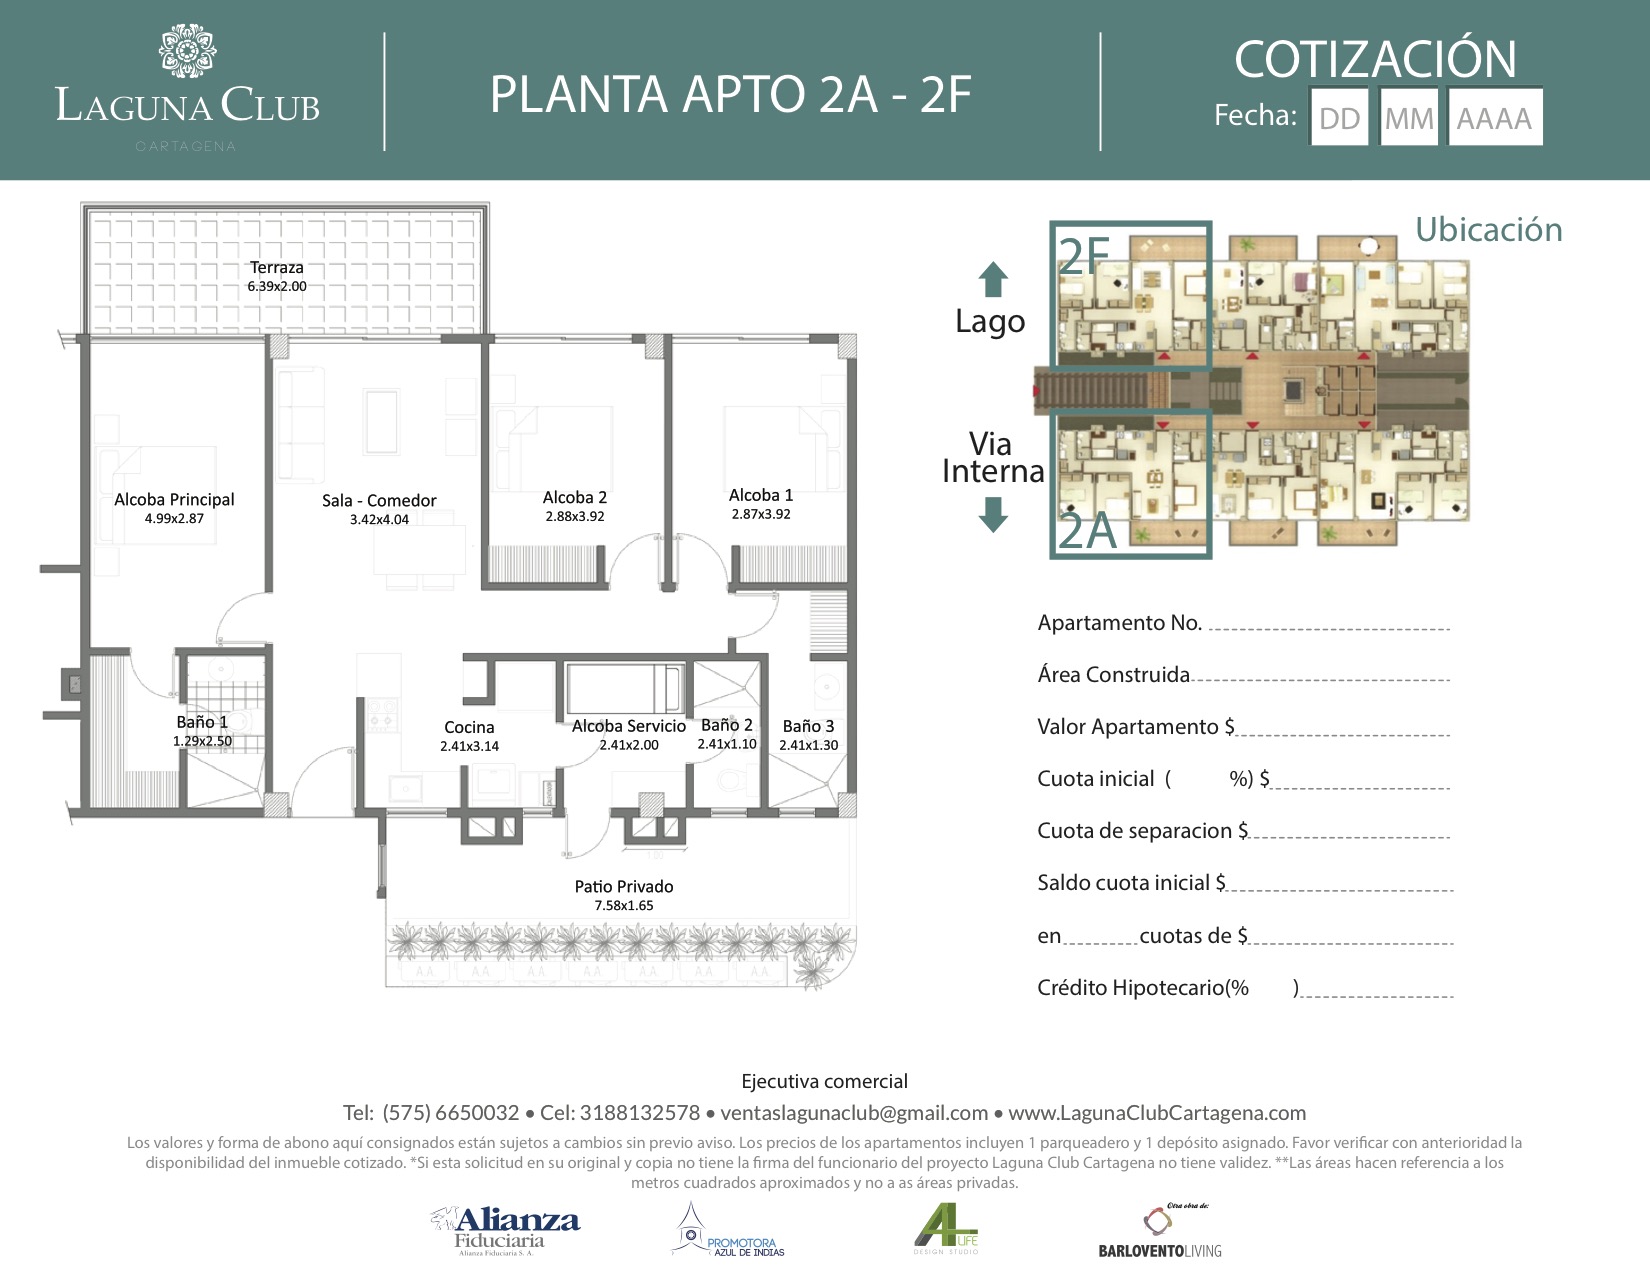 LAGUNA CLUB
CARTAGENA
PLANTA APTO 2A - 2F
COTIZACIÓN
Fecha: DD MM AAAA
Terraza
6.39x2.00
Alcoba Principal
4.99x2.87
Sala - Comedor
3.42x4.04
Alcoba 2
2.88x3.92
Alcoba 1
2.87x3.92
Baño 1
1.29x2.50
Cocina
2.41x3.14
Alcoba Servicio
2.41x2.00
Baño 2
2.41x1.10
Baño 3
2.41x1.30
1.00
Patio Privado
7.58x1.65
A.A. A.A. A.A. A.A. A.A. A.A. A.A.
Ubicación
2F
Lago
Via
Interna
2A
Apartamento No.
Área Construida
Valor Apartamento $
Cuota inicial ( %) $
Cuota de separacion $
Saldo cuota inicial $
en cuotas de $
Crédito Hipotecario(% )
Ejecutiva comercial
Tel: (575) 6650032 • Cel: 3188132578 • ventaslagunaclub@gmail.com • www.LagunaClubCartagena.com
Los valores y forma de abono aquí consignados están sujetos a cambios sin previo aviso. Los precios de los apartamentos incluyen 1 parqueadero y 1 depósito asignado. Favor verificar con anterioridad la
disponibilidad del inmueble cotizado. *Si esta solicitud en su original y copia no tiene la firma del funcionario del proyecto Laguna Club Cartagena no tiene validez. **Las áreas hacen referencia a los
metros cuadrados aproximados y no a as áreas privadas.
Alianza
Fiduciaria
Alianza Fiduciaria S. A.
PROMOTORA
AZUL DE INDIAS
AL LIFE
DESIGN STUDIO
Otra obra de:
BARLOVENTO LIVING